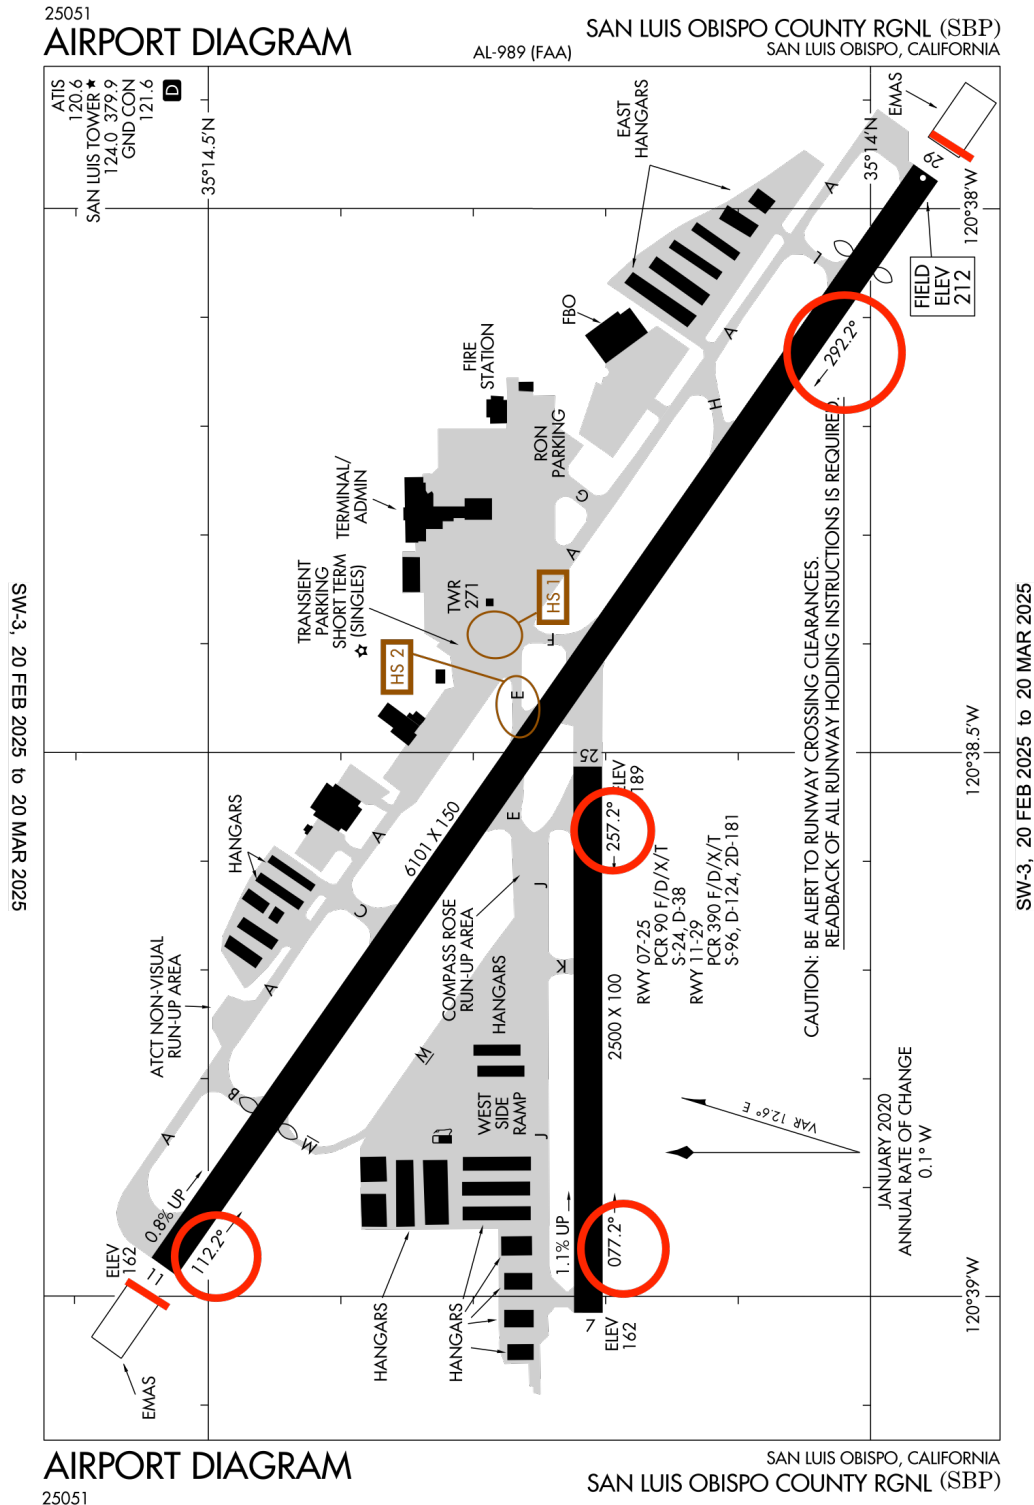 25051
AIRPORT DIAGRAM
AL-989 (FAA)
SAN LUIS OBISPO COUNTY RGNL (SBP)
SAN LUIS OBISPO, CALIFORNIA
ATIS
120.6
SAN LUIS TOWER ★
124.0 379.9
GND CON
121.6
D
35°14.5'N
35°14'N
EMAS
29
120°38'W
FIELD
ELEV
212
EAST
HANGARS
A
L
292.2°
FBO
A
H
FIRE
STATION
RON
PARKING
G
A
TERMINAL/
ADMIN
TRANSIENT
PARKING
SHORT TERM
☆ (SINGLES)
TWR
271
HS 1
HS 2
F
E
25
ELEV
189
257.2°
120°38.5'W
HANGARS
A
6101 X 150
E
C
J
COMPASS ROSE
RUN-UP AREA
K
RWY 07-25
PCR 90 F/D/X/T
S-24, D-38
RWY 11-29
PCR 390 F/D/X/T
S-96, D-124, 2D-181
2500 X 100
CAUTION: BE ALERT TO RUNWAY CROSSING CLEARANCES.
READBACK OF ALL RUNWAY HOLDING INSTRUCTIONS IS REQUIRED.
ATCT NON-VISUAL
RUN-UP AREA
A
HANGARS
M
B
M
WEST
SIDE
RAMP
J
A
VAR 12.6° E
JANUARY 2020
ANNUAL RATE OF CHANGE
0.1° W
0.8% UP
112.2°
ELEV
162
11
1.1% UP
077.2°
7
ELEV
162
HANGARS
HANGARS
120°39'W
EMAS
SW-3, 20 FEB 2025 to 20 MAR 2025
SW-3, 20 FEB 2025 to 20 MAR 2025
AIRPORT DIAGRAM
25051
SAN LUIS OBISPO, CALIFORNIA
SAN LUIS OBISPO COUNTY RGNL (SBP)